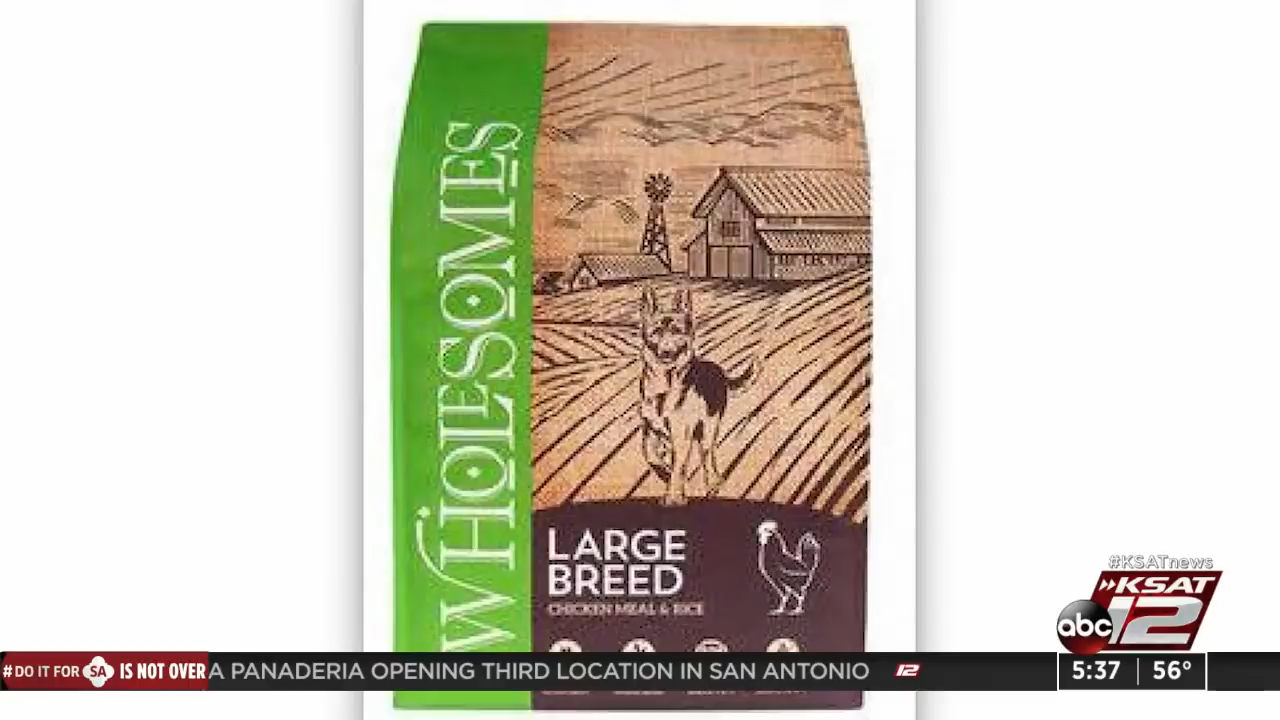 WHOLESOMES
LARGE
BREED
CHICKEN MEAL & RICE
#KSATnews
KSAT
abc 12
#DO IT FOR SA IS NOT OVER A PANADERIA OPENING THIRD LOCATION IN SAN ANTONIO 12
5:37 56°